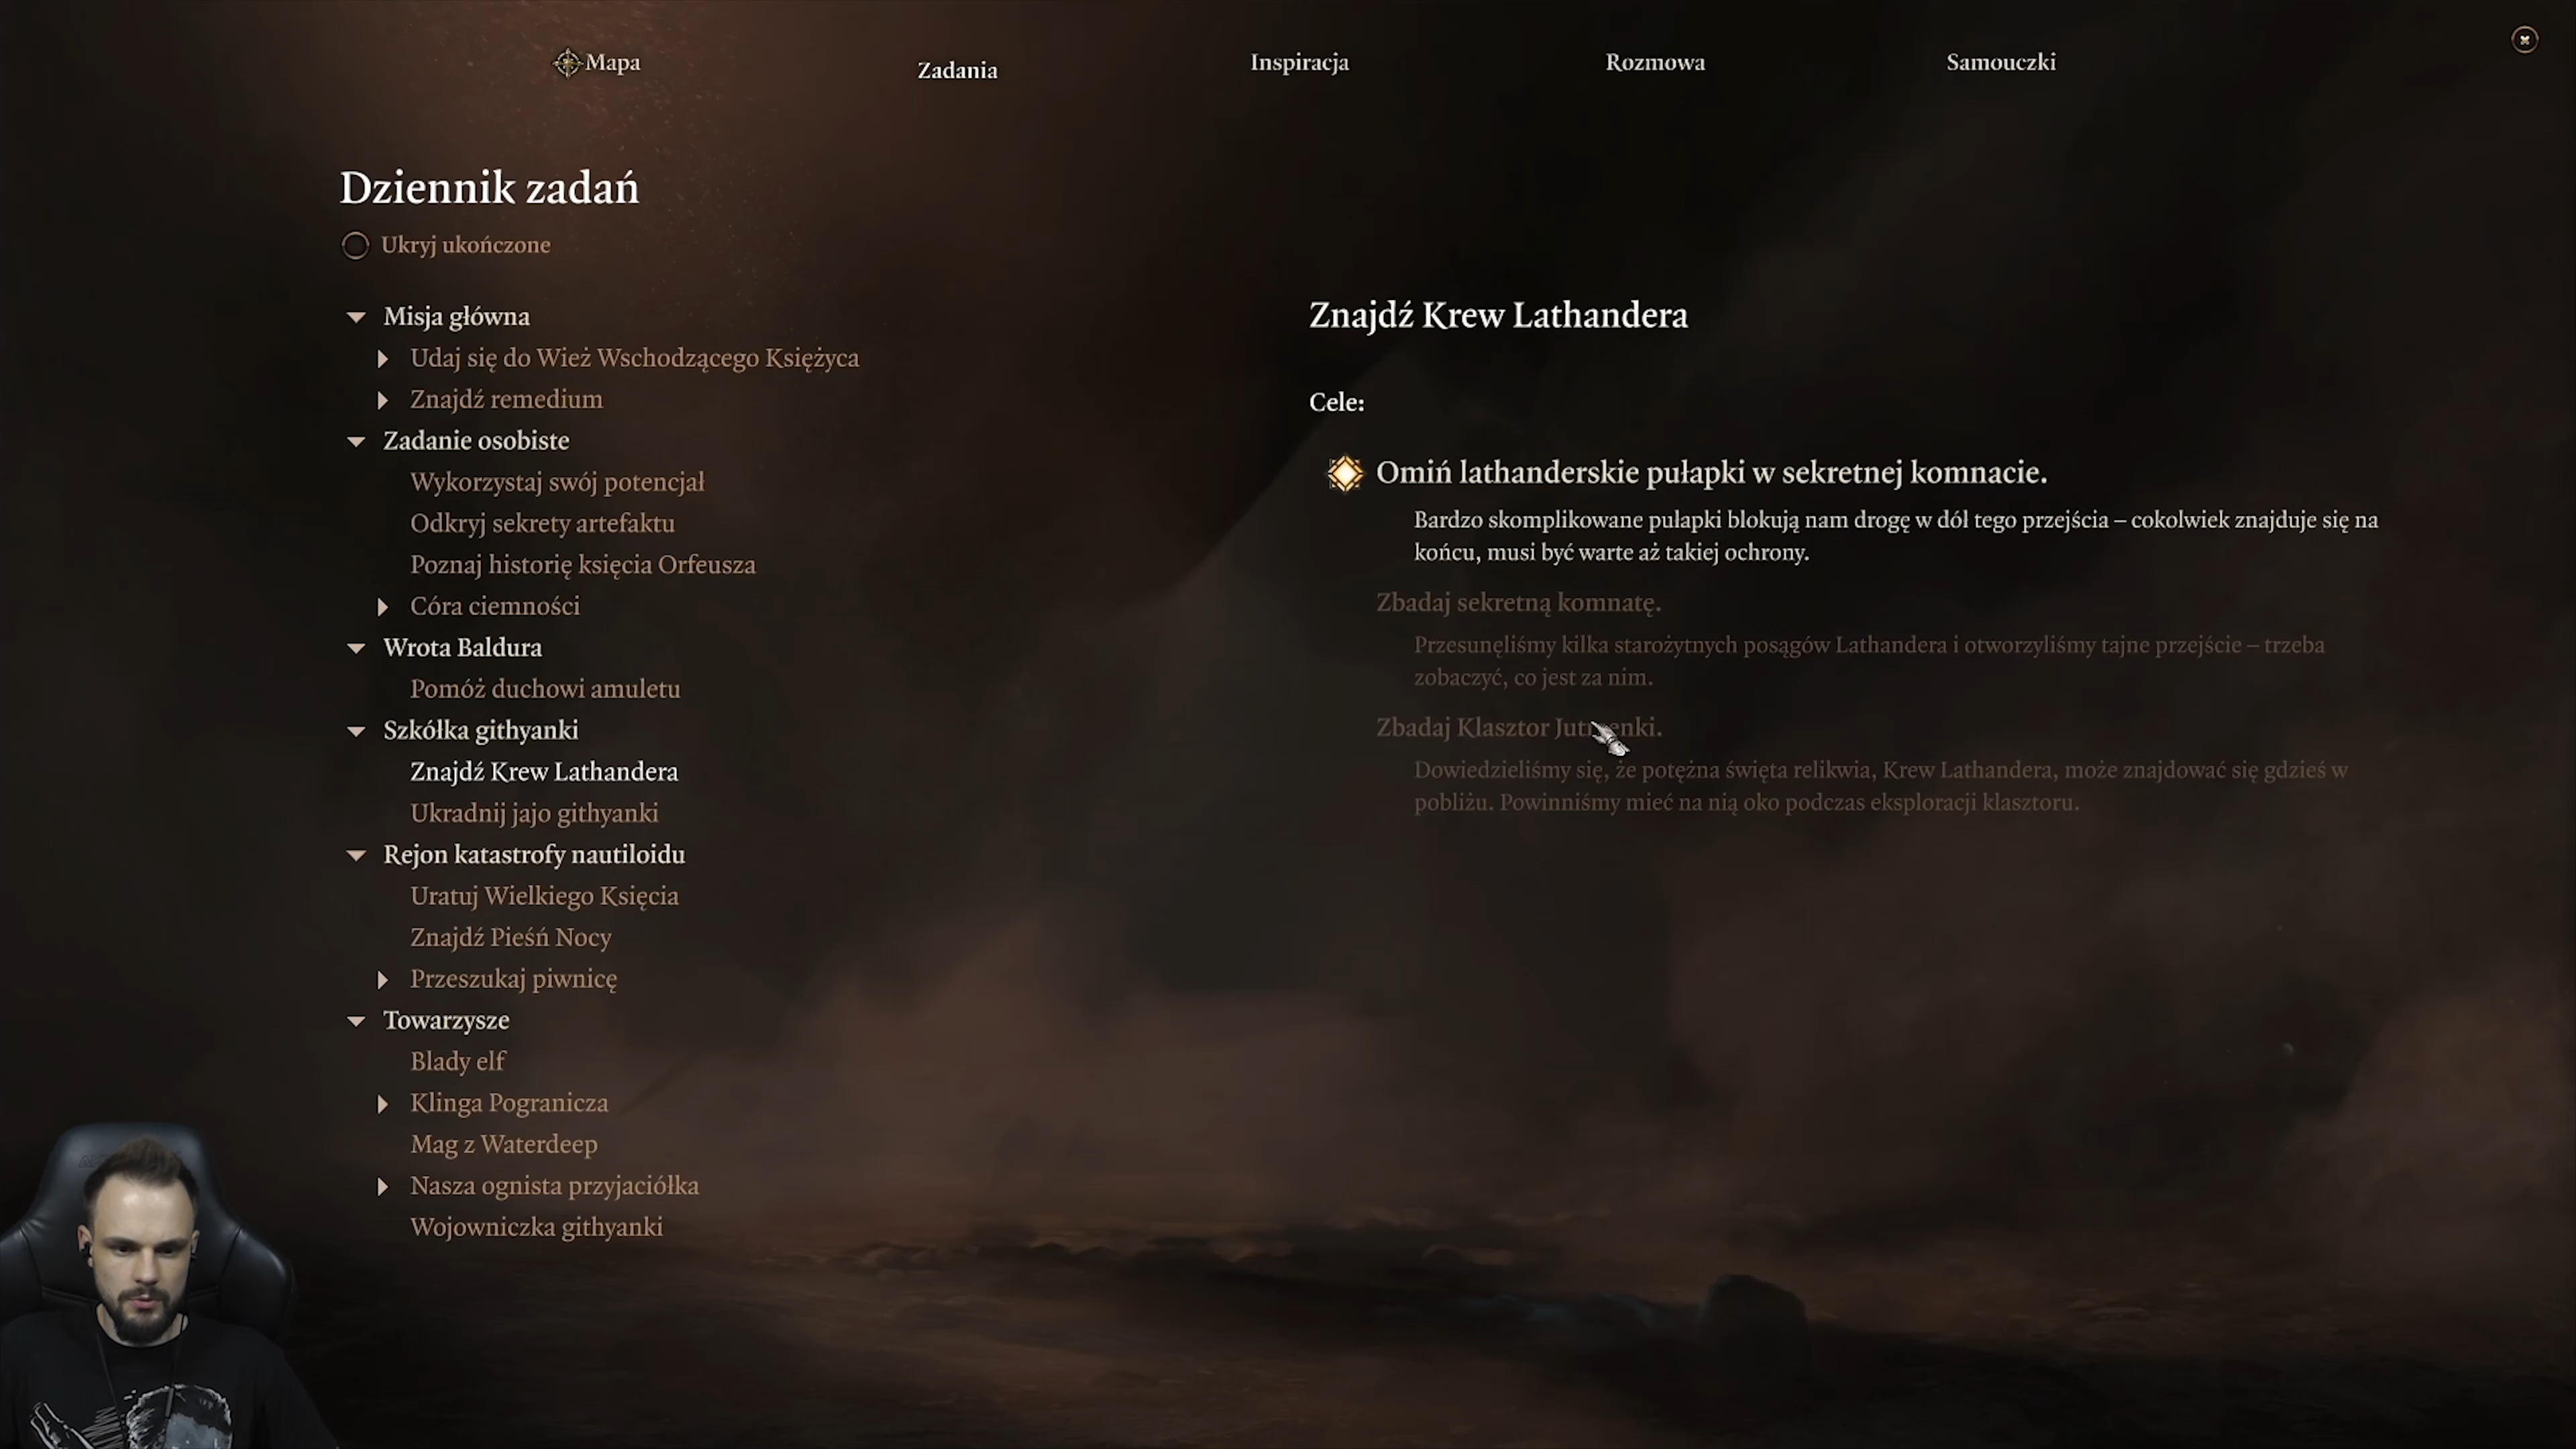 Mapa
Zadania
Inspiracja
Rozmowa
Samouczki
Dziennik zadań
Ukryj ukończone
Misja główna
Udaj się do Wież Wschodzącego Księżyca
Znajdź remedium
Zadanie osobiste
Wykorzystaj swój potencjał
Odkryj sekrety artefaktu
Poznaj historię księcia Orfeusza
Córa ciemności
Wrota Baldura
Pomóż duchowi amuletu
Szkółka githyanki
Znajdź Krew Lathandera
Ukradnij jajo githyanki
Rejon katastrofy nautiloidu
Uratuj Wielkiego Księcia
Znajdź Pieśń Nocy
Przeszukaj piwnicę
Towarzysze
Blady elf
Klinga Pogranicza
Mag z Waterdeep
Nasza ognista przyjaciółka
Wojowniczka githyanki
Znajdź Krew Lathandera
Cele:
Omiń lathanderskie pułapki w sekretnej komnacie.
Bardzo skomplikowane pułapki blokują nam drogę w dół tego przejścia – cokolwiek znajduje się na
końcu, musi być warte aż takiej ochrony.
Zbadaj sekretną komnatę.
Przesunęliśmy kilka starożytnych posągów Lathandera i otworzyliśmy tajne przejście – trzeba
zobaczyć, co jest za nim.
Zbadaj Klasztor
Dowiedzieliśmy się, że potężna święta relikwia, Krew Lathandera, może znajdować się gdzieś w
pobliżu. Powinniśmy mieć na nią oko podczas eksploracji klasztoru.